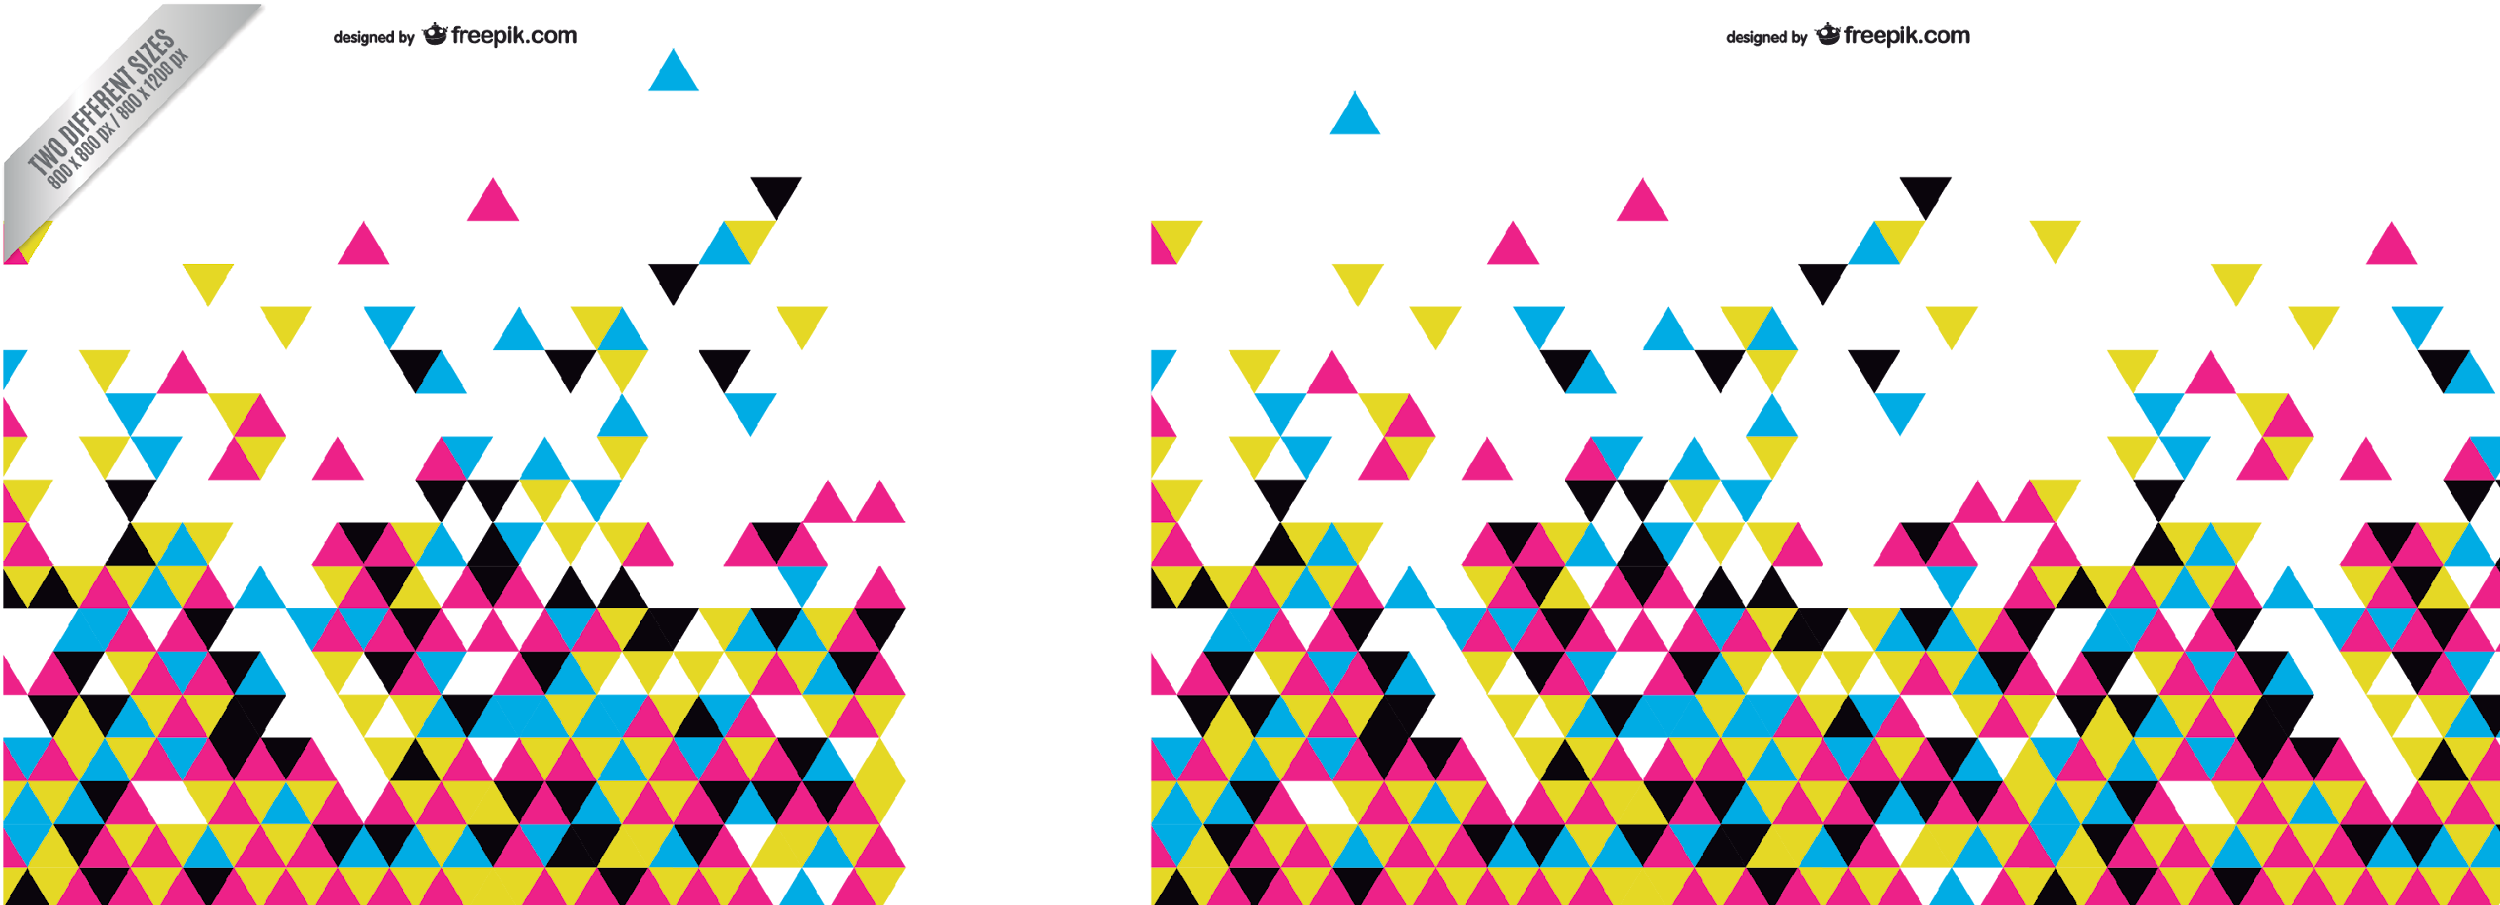 TWO DIFFERENT SIZES
800 x 800 px / 800 x 1200 px
designed by freepik.com
designed by freepik.com